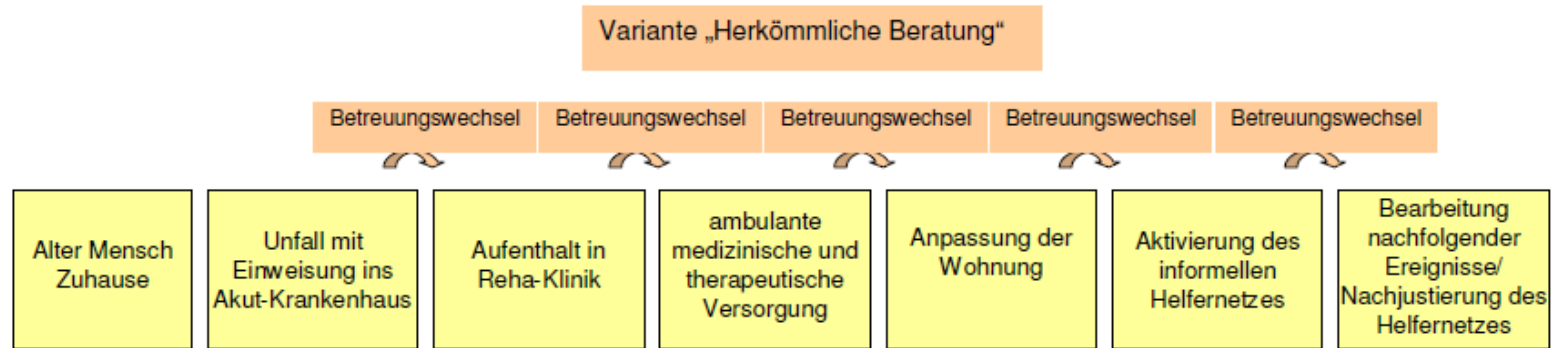 Variante „Herkömmliche Beratung“
Betreuungswechsel
Betreuungswechsel
Betreuungswechsel
Betreuungswechsel
Betreuungswechsel
Alter Mensch
Zuhause
Unfall mit
Einweisung ins
Akut-Krankenhaus
Aufenthalt in
Reha-Klinik
ambulante
medizinische und
therapeutische
Versorgung
Anpassung der
Wohnung
Aktivierung des
informellen
Helfernetzes
Bearbeitung
nachfolgender
Ereignisse/
Nachjustierung des
Helfernetzes